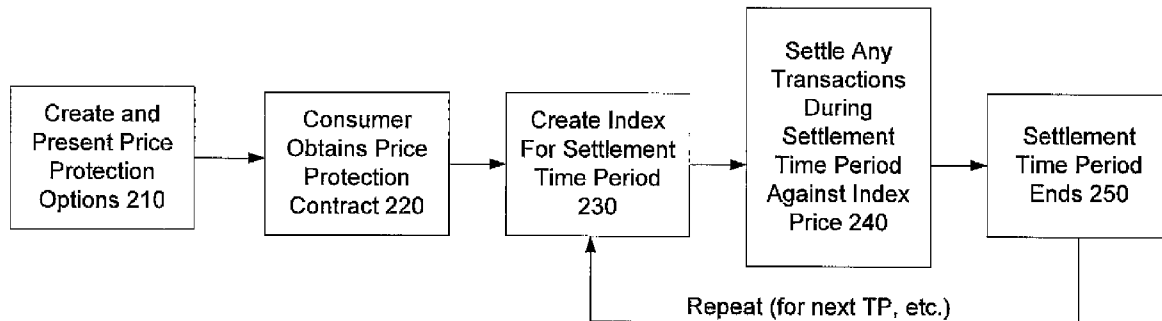 Create and
Present Price
Protection
Options 210
Consumer
Obtains Price
Protection
Contract 220
Create Index
For Settlement
Time Period
230
Settle Any
Transactions
During
Settlement
Time Period
Against Index
Price 240
Settlement
Time Period
Ends 250
Repeat (for next TP, etc.)